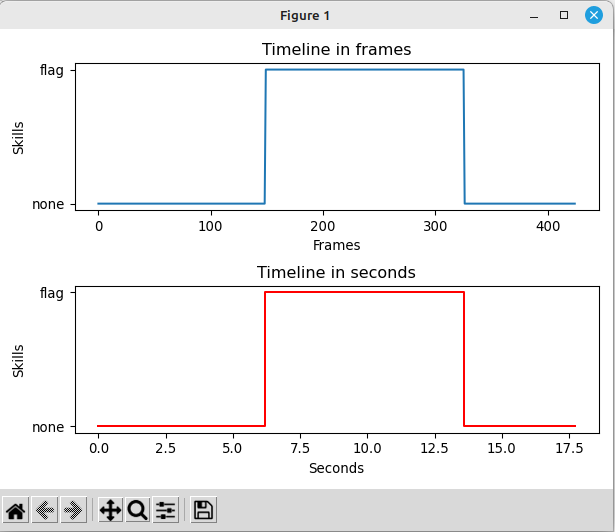 Figure 1
Timeline in frames
flag
Skills
none
0 100 200 300 400
Frames
Timeline in seconds
flag
Skills
none
0.0 2.5 5.0 7.5 10.0 12.5 15.0 17.5
Seconds